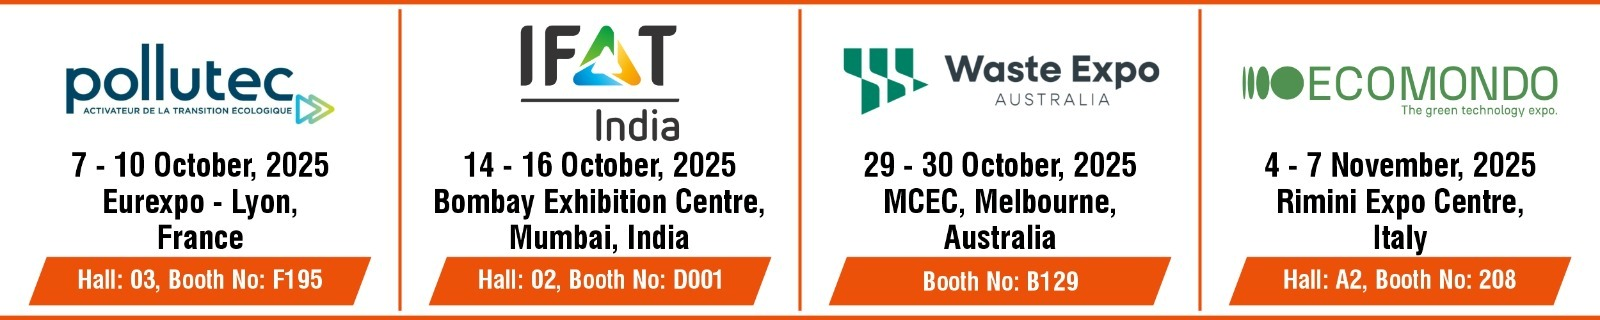 pollutec
ACTIVATEUR DE LA TRANSITION ÉCOLOGIQUE
7 - 10 October, 2025
Eurexpo - Lyon,
France
Hall: 03, Booth No: F195
IFAT
India
14 - 16 October, 2025
Bombay Exhibition Centre,
Mumbai, India
Hall: 02, Booth No: D001
Waste Expo
AUSTRALIA
29 - 30 October, 2025
MCEC, Melbourne,
Australia
Booth No: B129
ECOMONDO
The green technology expo.
4 - 7 November, 2025
Rimini Expo Centre,
Italy
Hall: A2, Booth No: 208